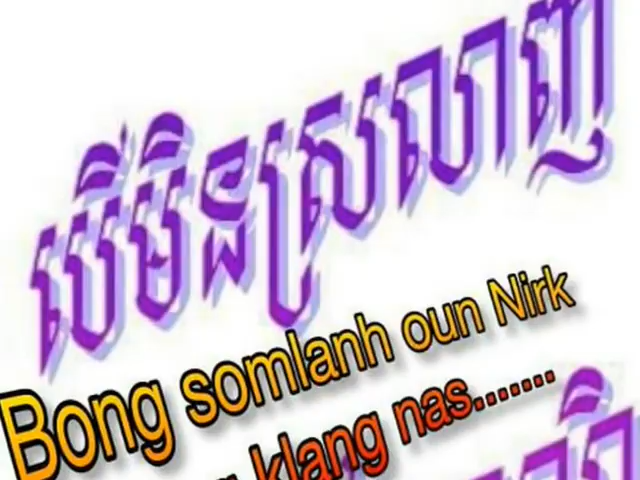 បើមិនស្រលាញ់
Bong somlanh oun Nirk
klang nas.......